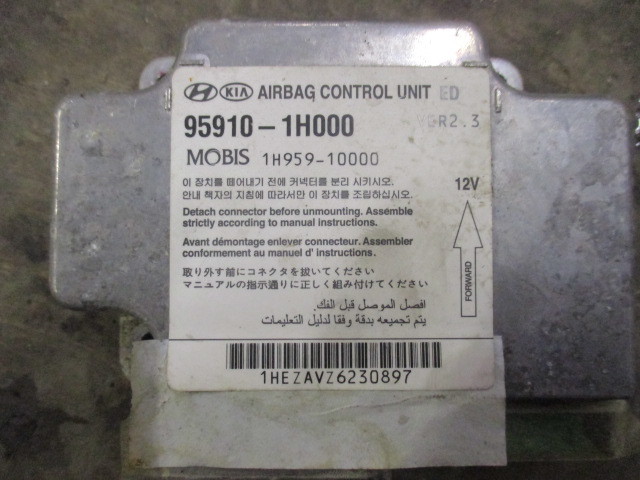 HYUNDAI KIA AIRBAG CONTROL UNIT ED
95910-1H000 VER2.3
MOBIS 1H959-10000
이 장치를 떼어내기 전에 커넥터를 분리 시키시오.
안내 책자의 지침에 따라서만 이 장치를 조립하십시오.
12V
Detach connector before unmounting. Assemble
strictly according to manual instructions.
Avant démontage enlever connecteur. Assembler
conformement au manuel d' instructions.
FORWARD
取り外す前にコネクタを抜いてください
マニュアルの指示通りに正しく組み付けてください
افصل الموصل قبل الفك.
يتم تجميعه بدقة وفقا لدليل التعليمات
1HEZAVZ6230897